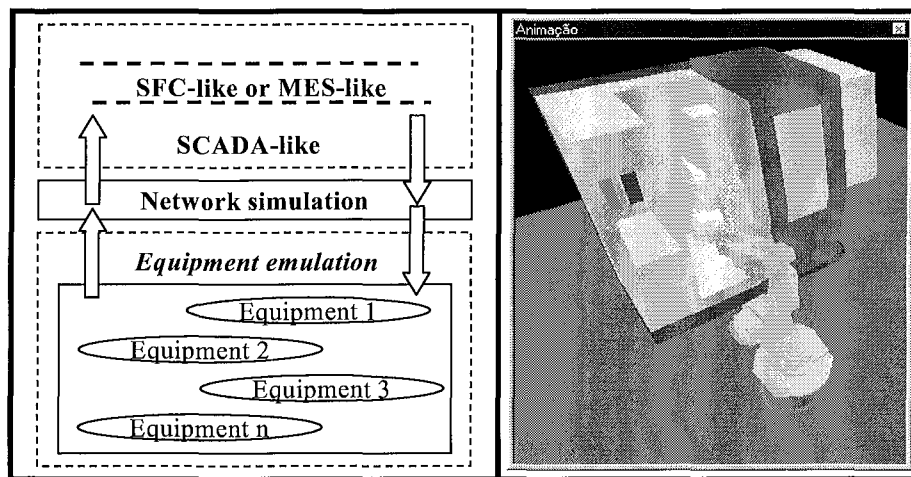 SFC-like or MES-like
SCADA-like
Network simulation
Equipment emulation
Equipment 1
Equipment 2
Equipment 3
Equipment n
Animação